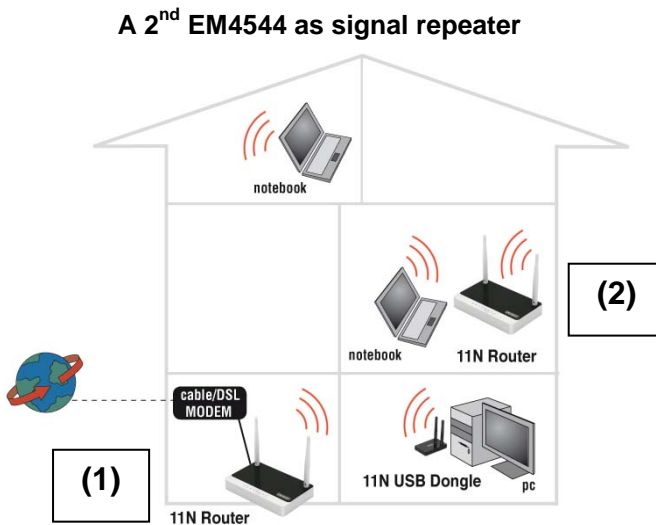 A 2nd EM4544 as signal repeater
notebook
(2)
notebook
11N Router
cable/DSL
MODEM
(1)
11N USB Dongle
pc
11N Router